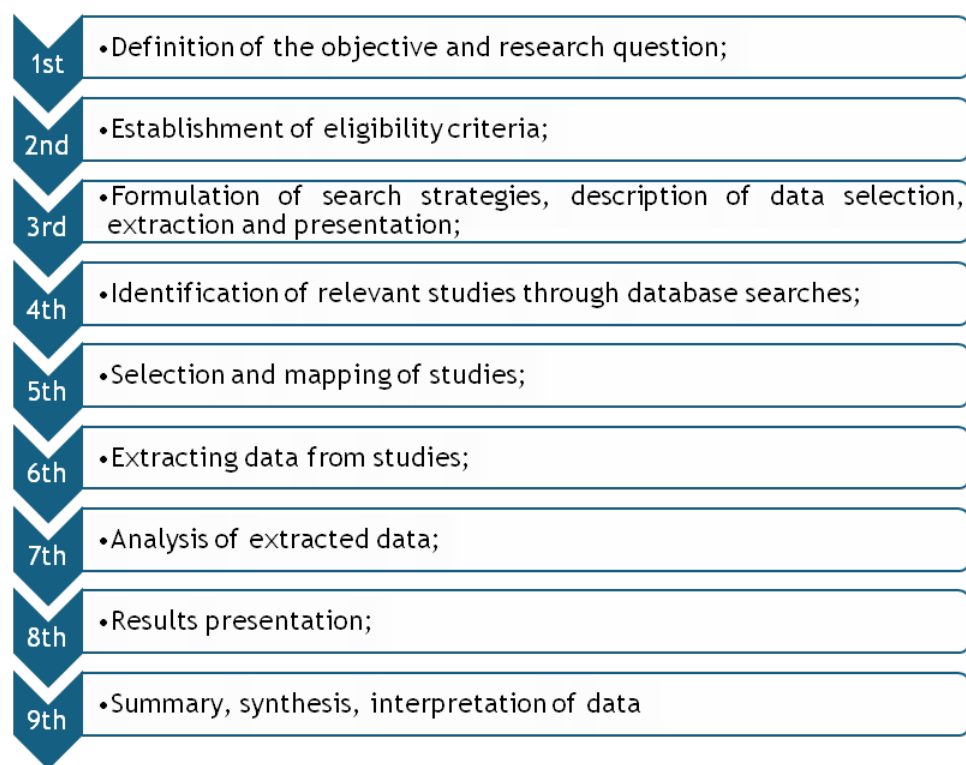 1st
•Definition of the objective and research question;
2nd
•Establishment of eligibility criteria;
3rd
•Formulation of search strategies, description of data selection,
extraction and presentation;
4th
•Identification of relevant studies through database searches;
5th
•Selection and mapping of studies;
6th
•Extracting data from studies;
7th
•Analysis of extracted data;
8th
•Results presentation;
9th
•Summary, synthesis, interpretation of data